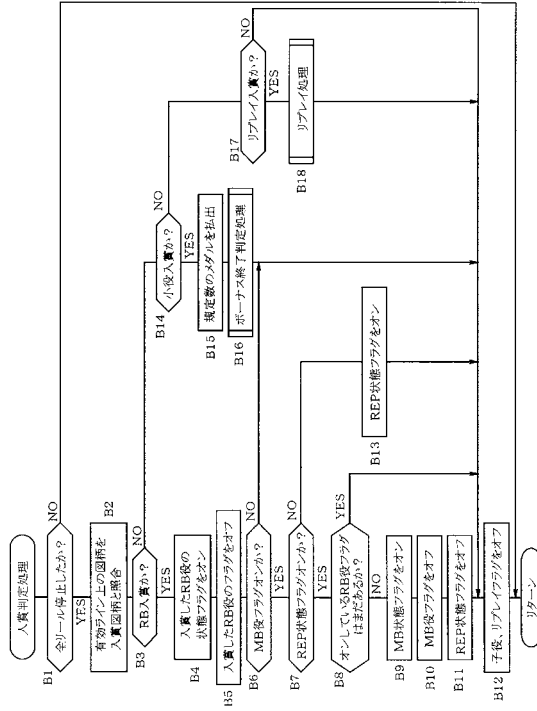 入賞判定処理
B1
全リール停止したか?
NO
YES
B2
有効ライン上の図柄を
入賞図柄と照合
B3
RB入賞か?
NO
YES
B4
入賞したRB役の
状態フラグをオン
B5
入賞したRB役のフラグをオフ
B6
MB役フラグオンか?
NO
YES
B7
REP状態フラグオンか?
NO
YES
B8
オンしているRB役フラグ
はまだあるか?
YES
NO
B9
MB状態フラグをオン
B10
MB役フラグをオフ
B11
REP状態フラグをオフ
B12
子役、リプレイフラグをオフ
リターン
B13
REP状態フラグをオン
B14
小役入賞か?
NO
YES
B15
規定数のメダルを払出
B16
ボーナス終了判定処理
B17
リプレイ入賞か?
NO
YES
B18
リプレイ処理